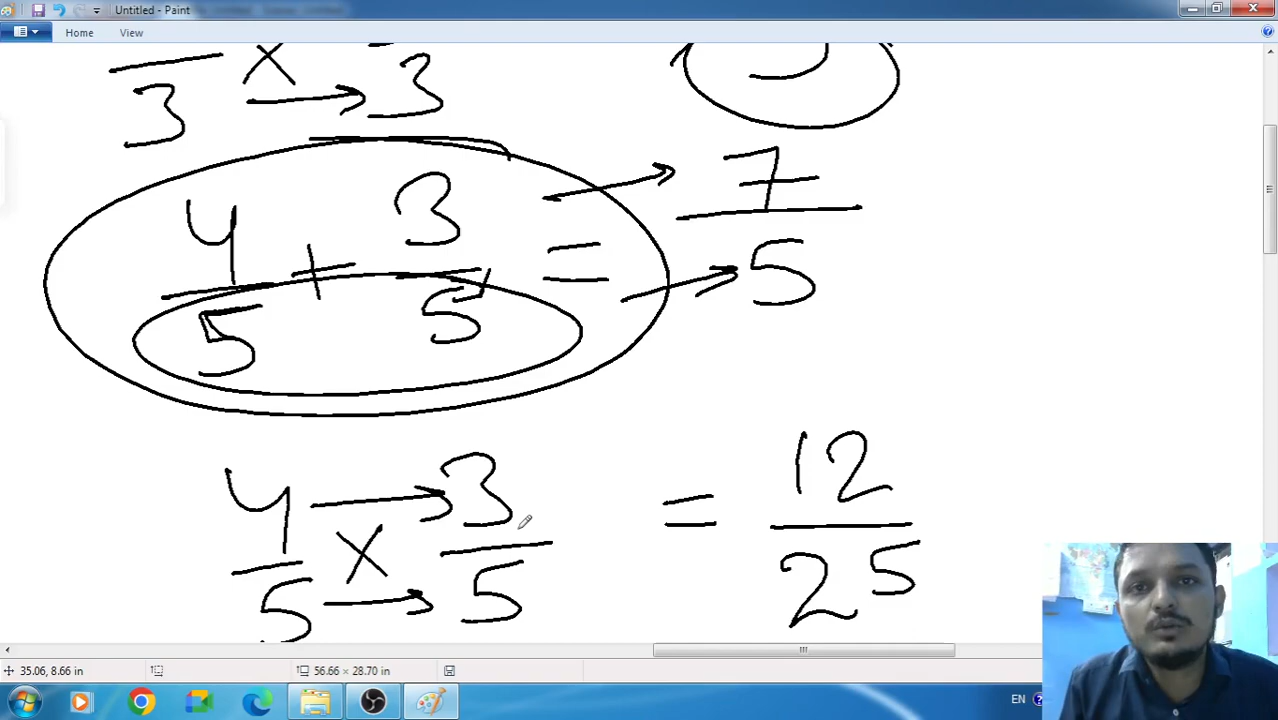 Untitled - Paint
Home View
3 × 3
4/5 + 3/5 = 7/5
4/5 × 3/5 = 12/25
35.06, 8.66 in 56.66 × 28.70 in
EN